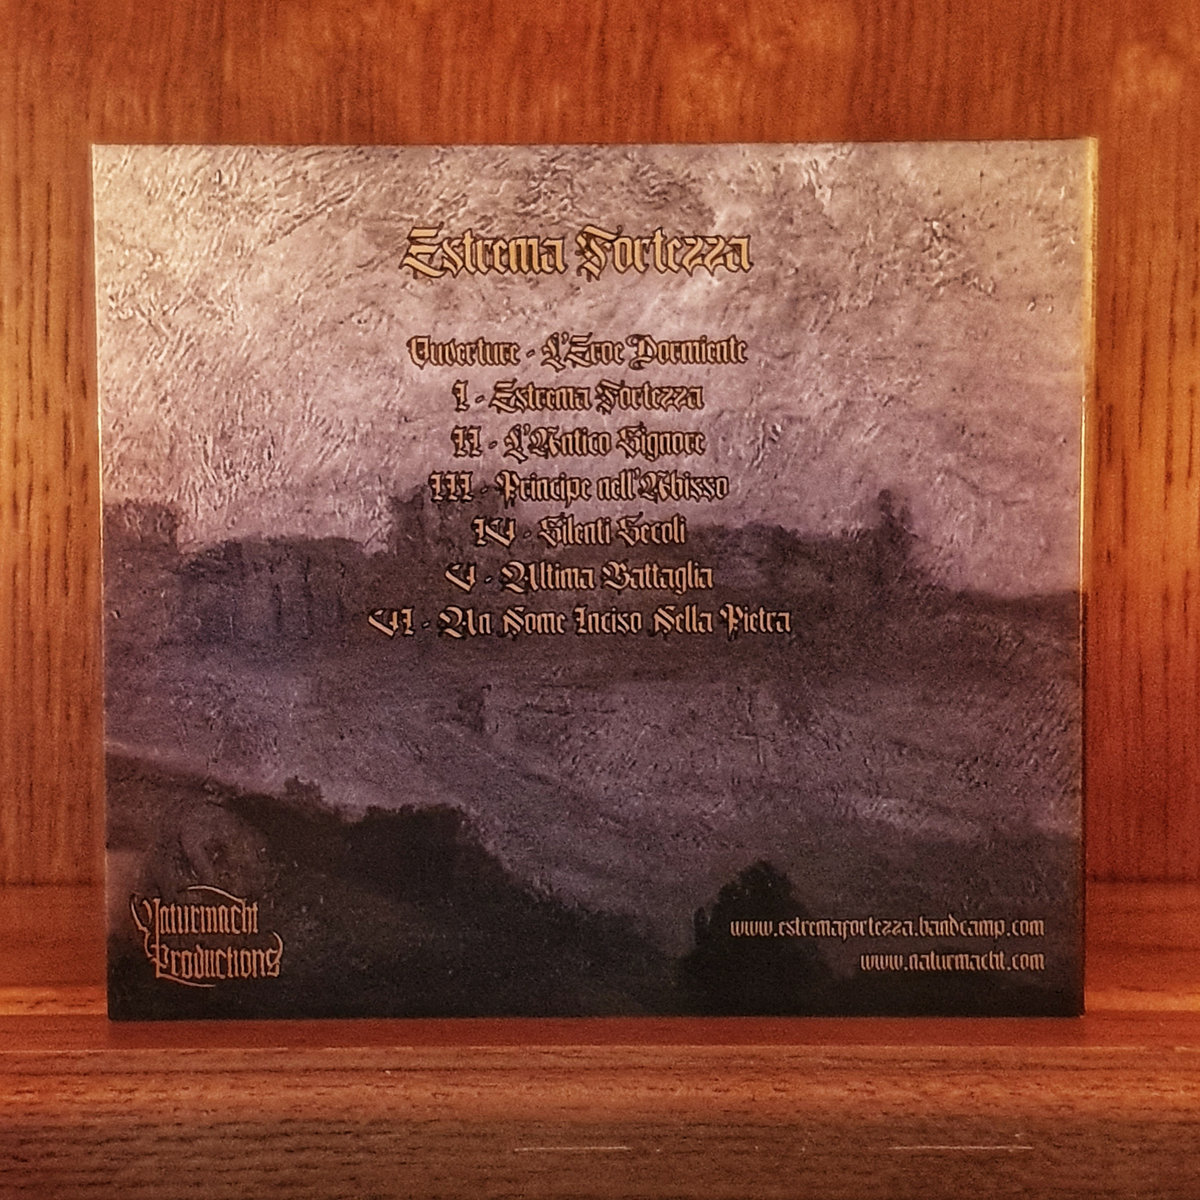 Estrema Fortezza
Ouverture - L'Eroe Dormiente
I - Estrema Fortezza
II - L'Antico Signore
III - Principe nell'Abisso
IV - Silenti Secoli
V - Ultima Battaglia
VI - Un Nome Inciso Nella Pietra
Naturmacht
Productions
www.estremafortezza.bandcamp.com
www.naturmacht.com